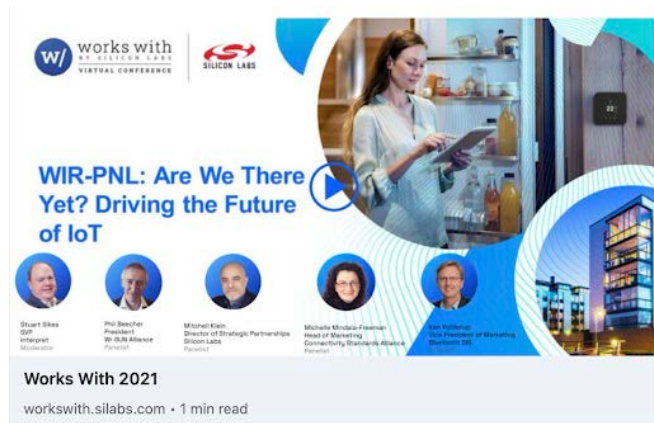 W/
works with
BY SILICON LABS
VIRTUAL CONFERENCE
SILICON LABS
22
WIR-PNL: Are We There
Yet? Driving the Future
of IoT
Stuart Sikes
SVP
Interpret
Moderator
Phil Beecher
President
Wi-SUN Alliance
Panelist
Mitchell Klein
Director of Strategic Partnerships
Silicon Labs
Panelist
Michelle Mindala-Freeman
Head of Marketing
Connectivity Standards Alliance
Panelist
Ken Kolderup
Vice President of Marketing
Bluetooth SIG
Works With 2021
workswith.silabs.com • 1 min read